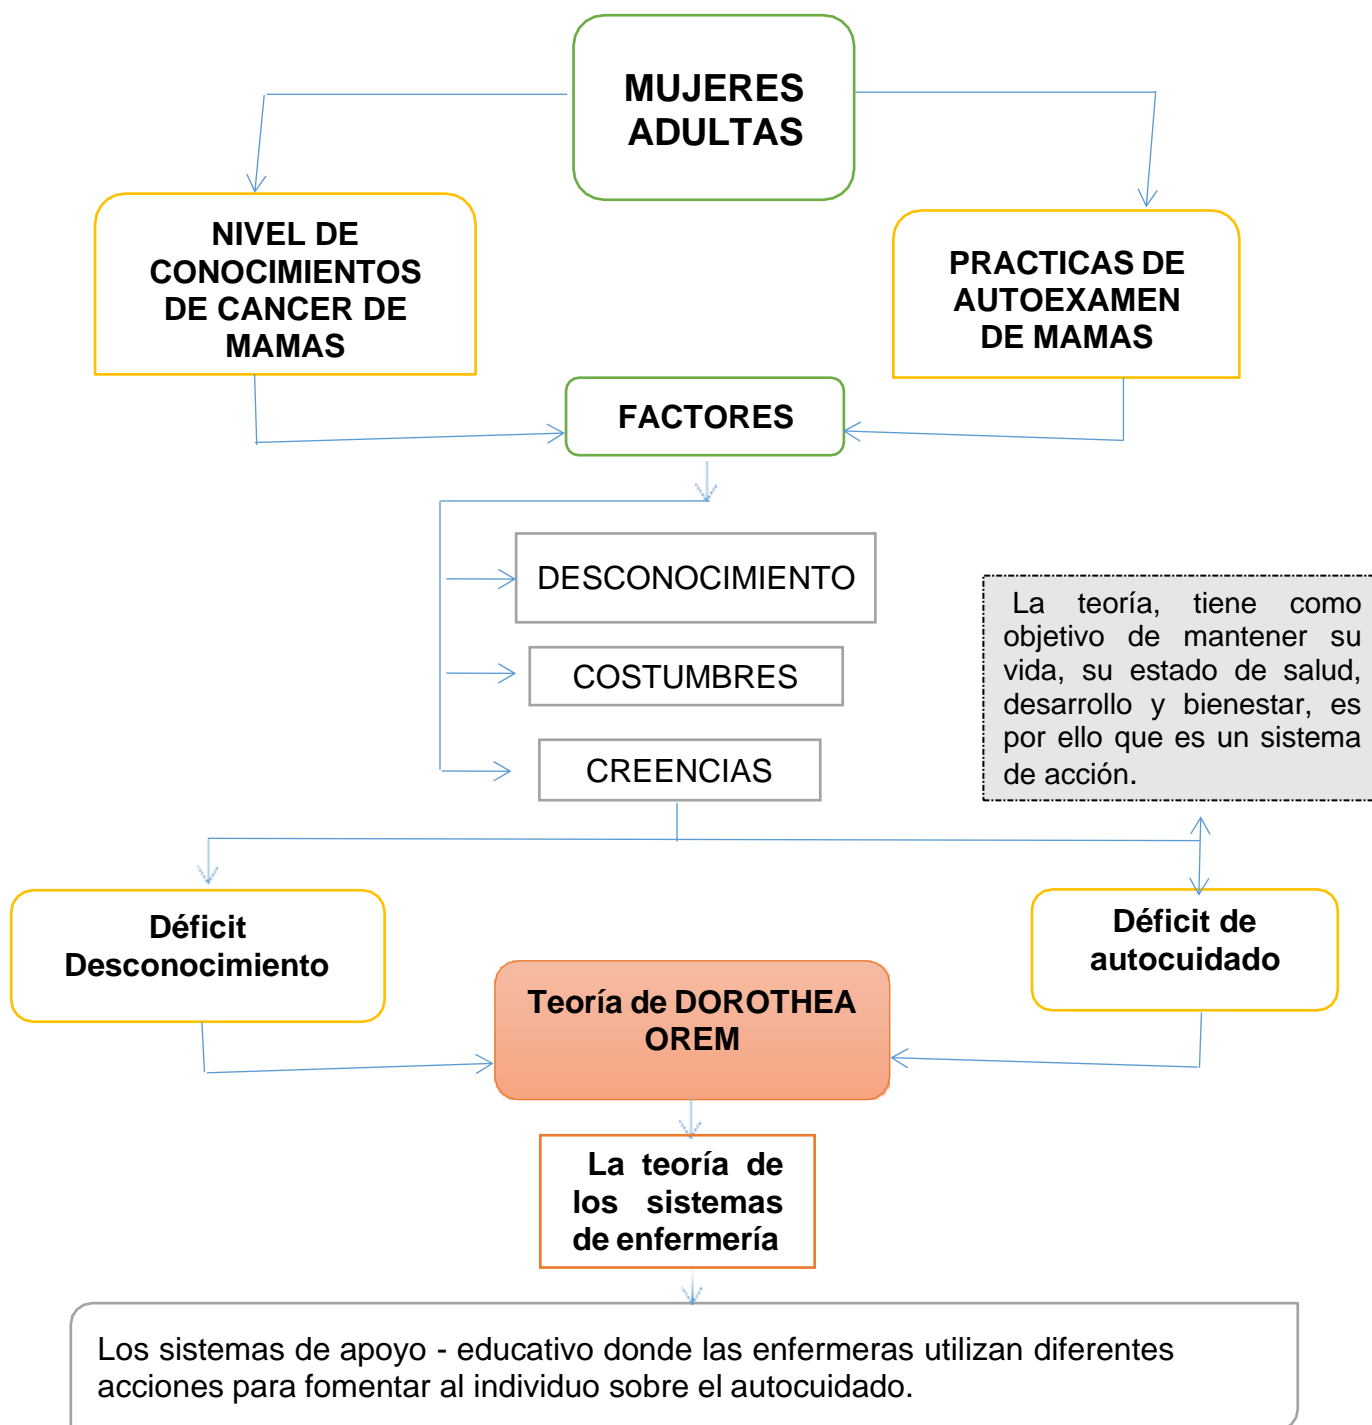 MUJERES
ADULTAS
NIVEL DE
CONOCIMIENTOS
DE CANCER DE
MAMAS
PRACTICAS DE
AUTOEXAMEN
DE MAMAS
FACTORES
DESCONOCIMIENTO
COSTUMBRES
CREENCIAS
La teoría, tiene como
objetivo de mantener su
vida, su estado de salud,
desarrollo y bienestar, es
por ello que es un sistema
de acción.
Déficit
Desconocimiento
Déficit de
autocuidado
Teoría de DOROTHEA
OREM
La teoría de
los sistemas
de enfermería
Los sistemas de apoyo - educativo donde las enfermeras utilizan diferentes
acciones para fomentar al individuo sobre el autocuidado.